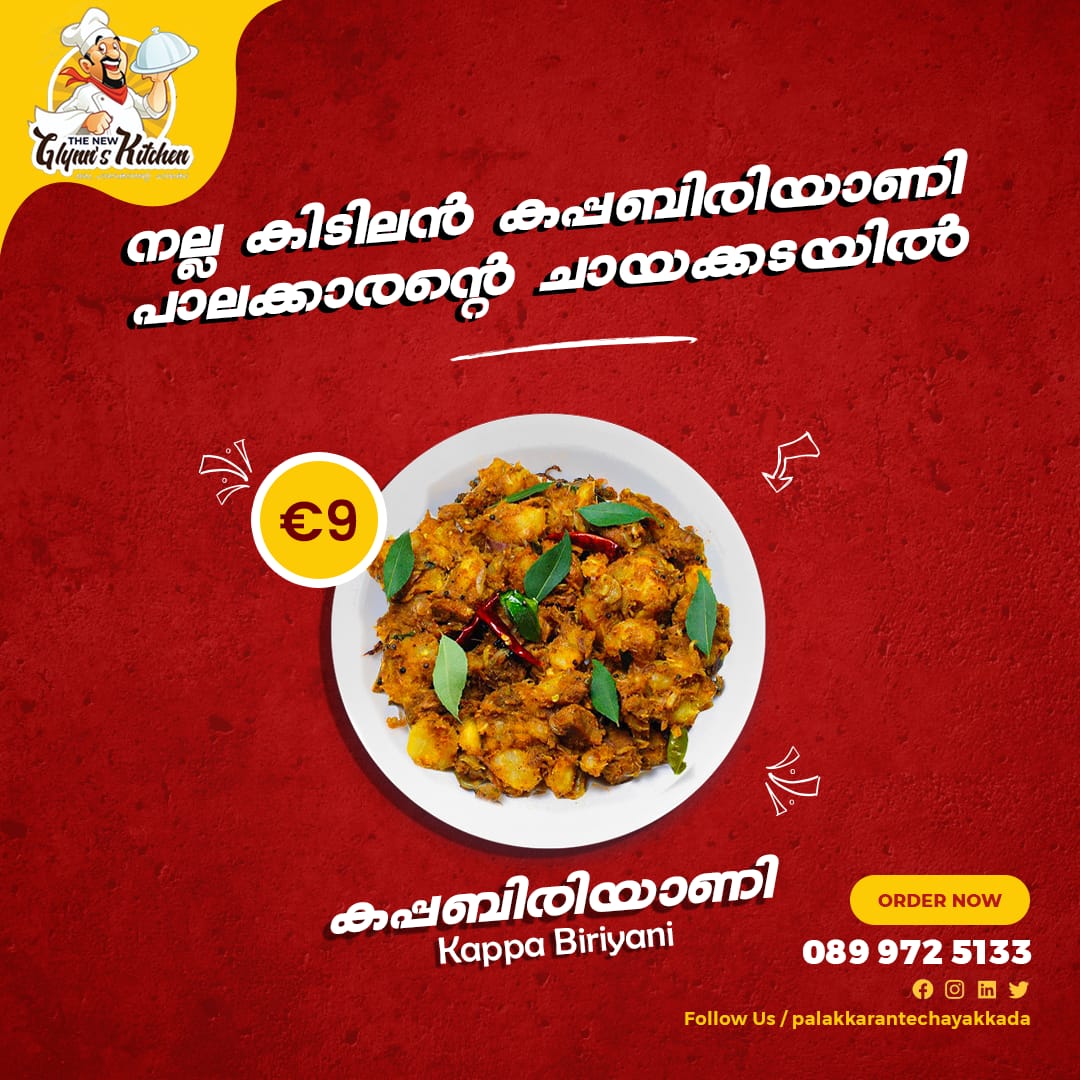 THE NEW
Glynn's Kitchen
നല്ല കിടിലൻ കപ്പബിരിയാണി
പാലക്കാരന്റെ ചായക്കടയിൽ
€9
കപ്പബിരിയാണി
Kappa Biriyani
ORDER NOW
089 972 5133
Follow Us / palakkarantechayakkada